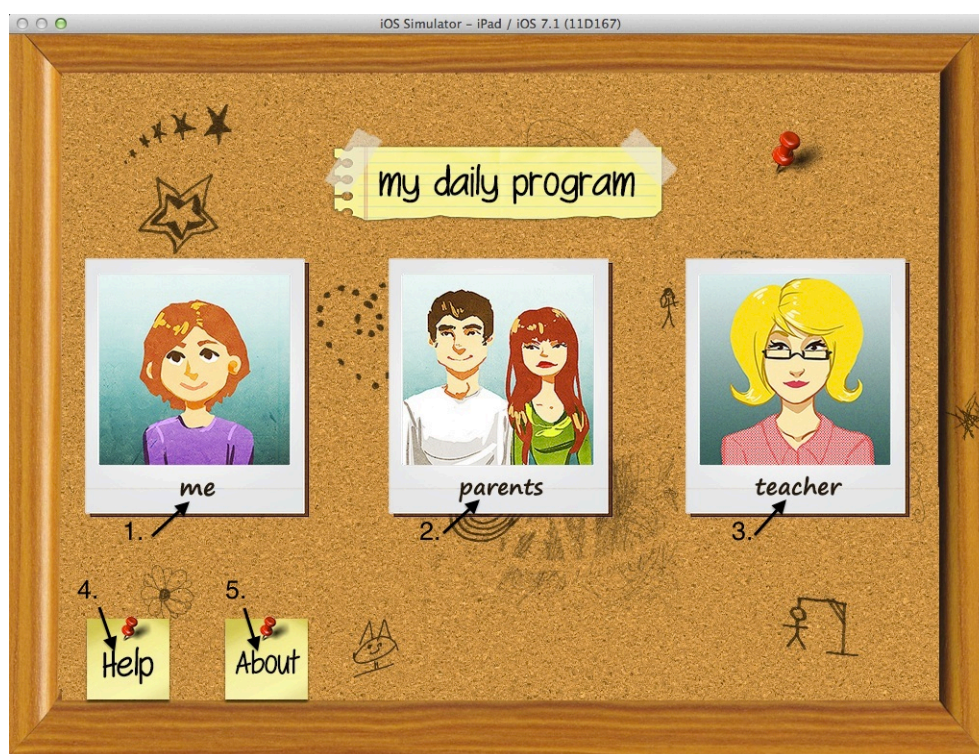 iOS Simulator – iPad / iOS 7.1 (11D167)
my daily program
me
parents
teacher
1.
2.
3.
4.
5.
Help
About